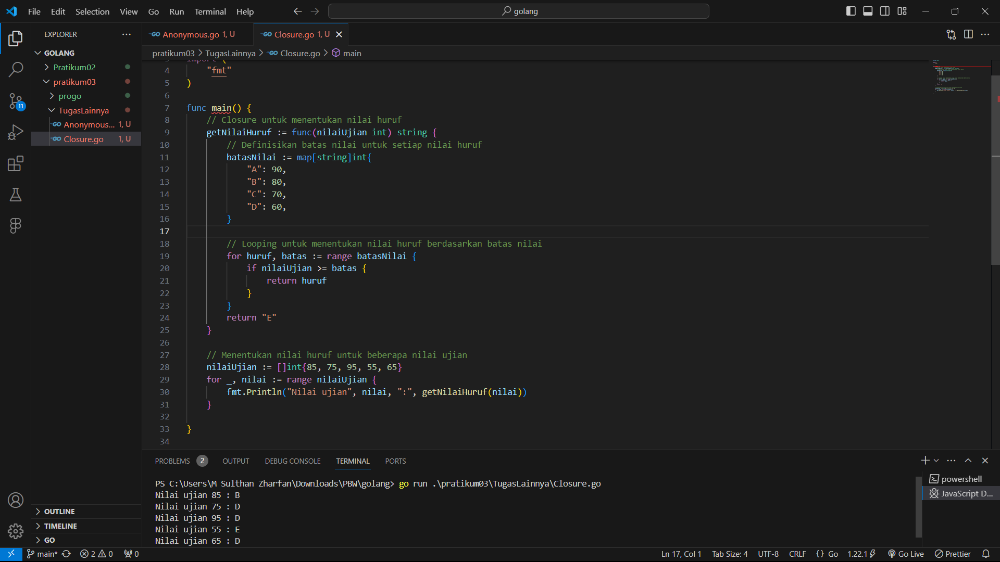 File Edit Selection View Go Run Terminal Help
golang
EXPLORER
GOLANG
Pratikum02
pratikum03
progo
TugasLainnya
Anonymous... 1, U
Closure.go 1, U
OUTLINE
TIMELINE
GO
Anonymous.go 1, U Closure.go 1, U
pratikum03 > TugasLainnya > Closure.go > main
3 import (
4 "fmt"
5 )
6
7 func main() {
8 // Closure untuk menentukan nilai huruf
9 getNilaiHuruf := func(nilaiUjian int) string {
10 // Definisikan batas nilai untuk setiap nilai huruf
11 batasNilai := map[string]int{
12 "A": 90,
13 "B": 80,
14 "C": 70,
15 "D": 60,
16 }
17
18 // Looping untuk menentukan nilai huruf berdasarkan batas nilai
19 for huruf, batas := range batasNilai {
20 if nilaiUjian >= batas {
21 return huruf
22 }
23 }
24 return "E"
25 }
26
27 // Menentukan nilai huruf untuk beberapa nilai ujian
28 nilaiUjian := []int{85, 75, 95, 55, 65}
29 for _, nilai := range nilaiUjian {
30 fmt.Println("Nilai ujian", nilai, ":", getNilaiHuruf(nilai))
31 }
32
33 }
34
PROBLEMS 2 OUTPUT DEBUG CONSOLE TERMINAL PORTS
PS C:\Users\M Sulthan Zharfan\Downloads\PBW\golang> go run .\pratikum03\TugasLainnya\Closure.go
Nilai ujian 85 : B
Nilai ujian 75 : D
Nilai ujian 95 : D
Nilai ujian 55 : E
Nilai ujian 65 : D
powershell
JavaScript D...
11
main* 2 0 0 Ln 17, Col 1 Tab Size: 4 UTF-8 CRLF {} Go 1.22.1 Go Live Prettier